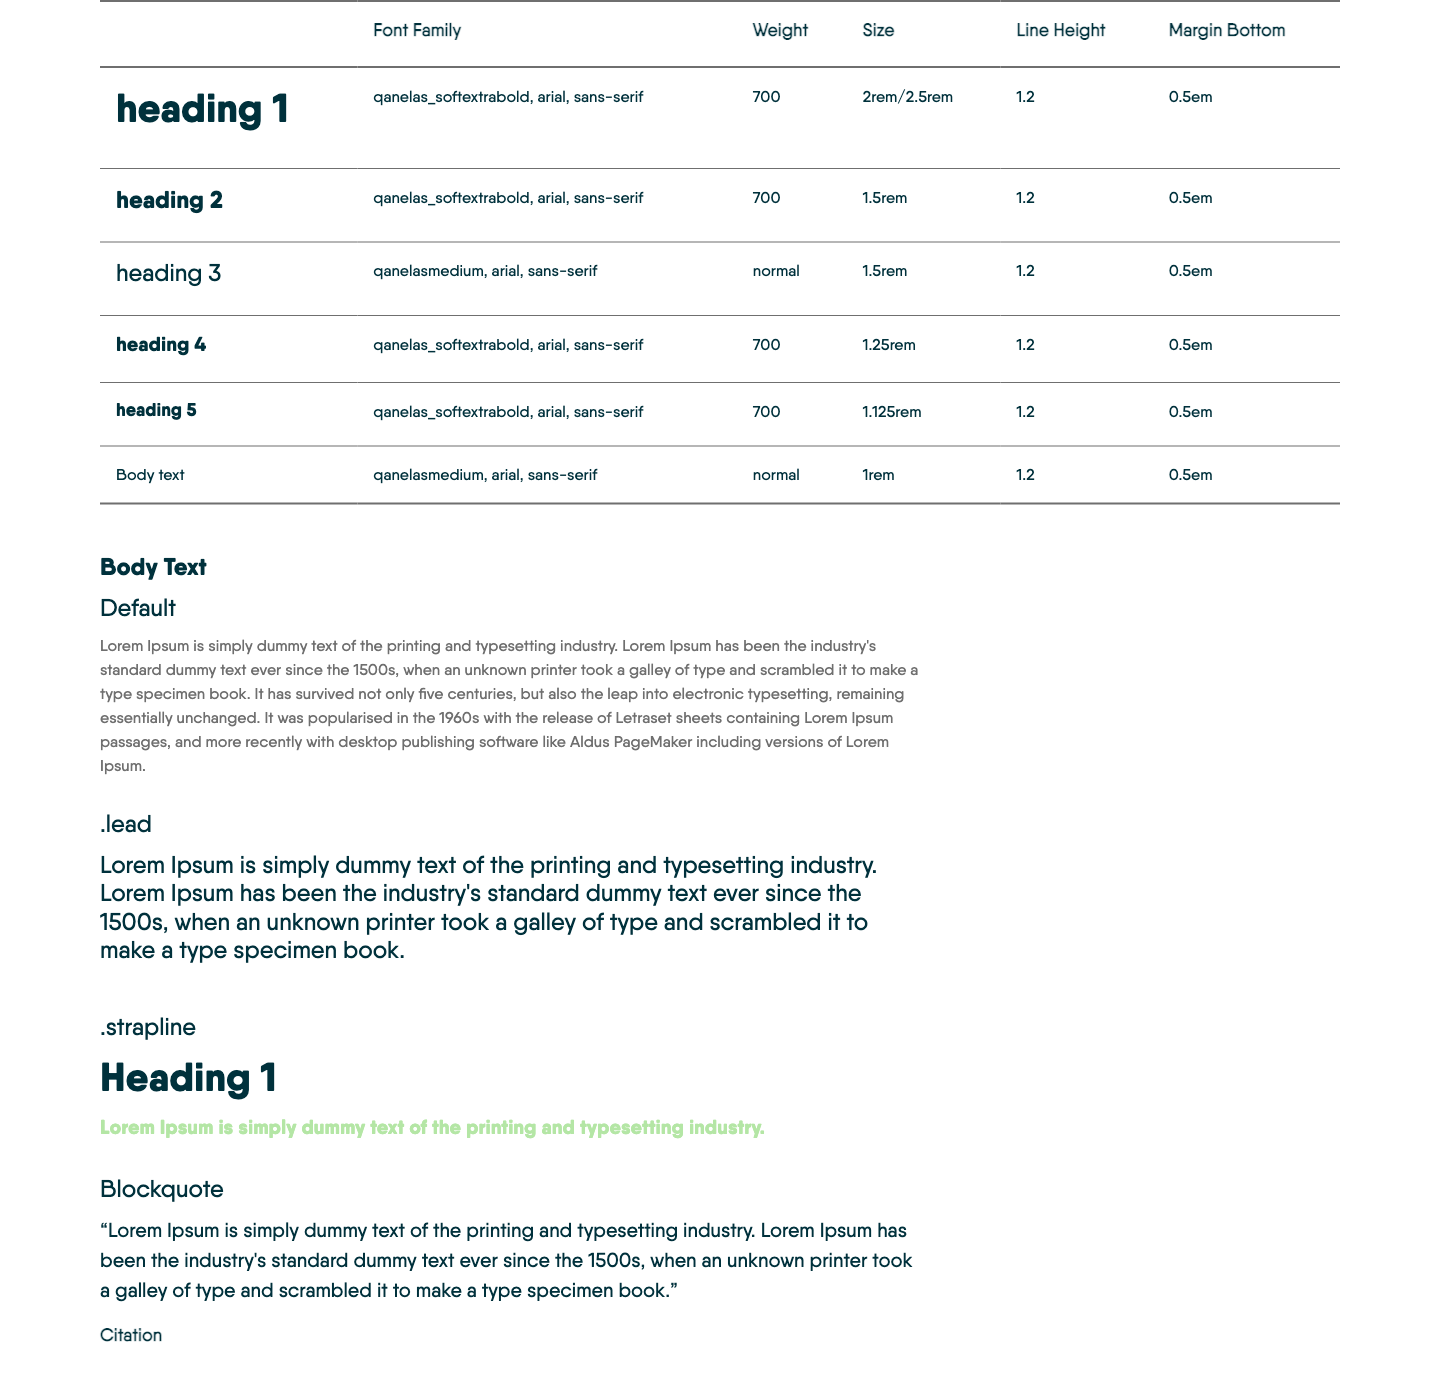 Font Family Weight Size Line Height Margin Bottom
heading 1 qanelas_softextrabold, arial, sans-serif 700 2rem/2.5rem 1.2 0.5em
heading 2 qanelas_softextrabold, arial, sans-serif 700 1.5rem 1.2 0.5em
heading 3 qanelasmedium, arial, sans-serif normal 1.5rem 1.2 0.5em
heading 4 qanelas_softextrabold, arial, sans-serif 700 1.25rem 1.2 0.5em
heading 5 qanelas_softextrabold, arial, sans-serif 700 1.125rem 1.2 0.5em
Body text qanelasmedium, arial, sans-serif normal 1rem 1.2 0.5em
Body Text
Default
Lorem Ipsum is simply dummy text of the printing and typesetting industry. Lorem Ipsum has been the industry's
standard dummy text ever since the 1500s, when an unknown printer took a galley of type and scrambled it to make a
type specimen book. It has survived not only five centuries, but also the leap into electronic typesetting, remaining
essentially unchanged. It was popularised in the 1960s with the release of Letraset sheets containing Lorem Ipsum
passages, and more recently with desktop publishing software like Aldus PageMaker including versions of Lorem
Ipsum.
.lead
Lorem Ipsum is simply dummy text of the printing and typesetting industry.
Lorem Ipsum has been the industry's standard dummy text ever since the
1500s, when an unknown printer took a galley of type and scrambled it to
make a type specimen book.
.strapline
Heading 1
Lorem Ipsum is simply dummy text of the printing and typesetting industry.
Blockquote
“Lorem Ipsum is simply dummy text of the printing and typesetting industry. Lorem Ipsum has
been the industry's standard dummy text ever since the 1500s, when an unknown printer took
a galley of type and scrambled it to make a type specimen book.”
Citation